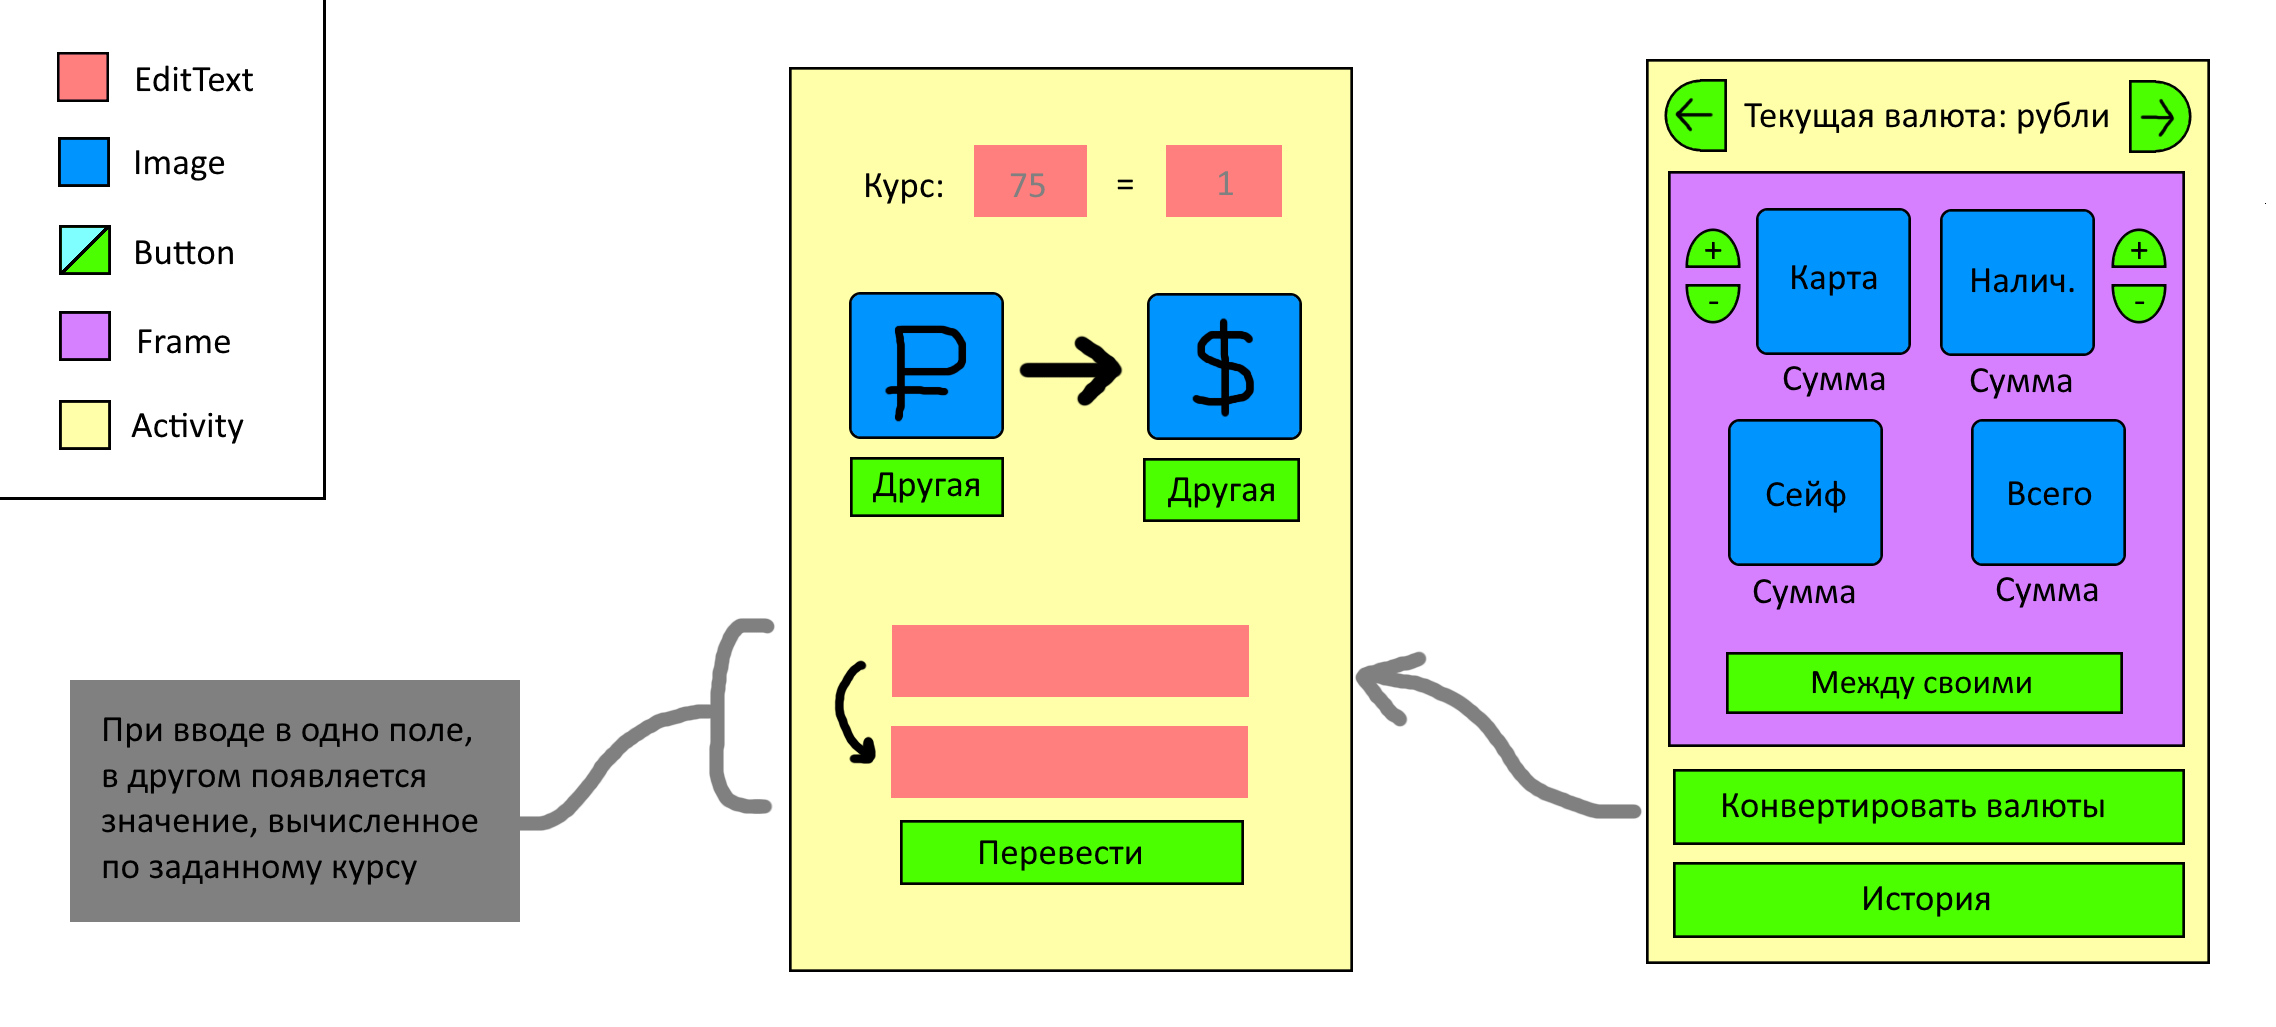 EditText
Image
Button
Frame
Activity
При вводе в одно поле,
в другом появляется
значение, вычисленное
по заданному курсу
Курс: 75 = 1
₽ $
Другая Другая
Перевести
Текущая валюта: рубли
+ Карта Налич. +
- -
Сумма Сумма
Сейф Всего
Сумма Сумма
Между своими
Конвертировать валюты
История